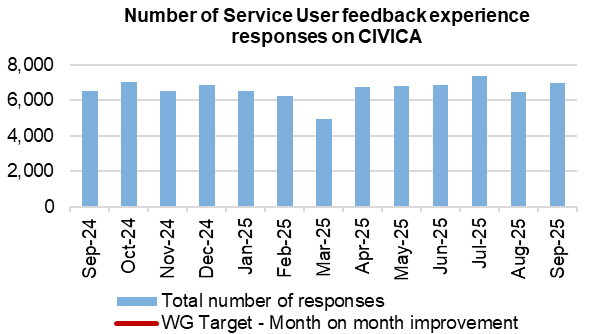 Number of Service User feedback experience
responses on CIVICA
8,000
6,000
4,000
2,000
0
Sep-24
Oct-24
Nov-24
Dec-24
Jan-25
Feb-25
Mar-25
Apr-25
May-25
Jun-25
Jul-25
Aug-25
Sep-25
Total number of responses
WG Target - Month on month improvement